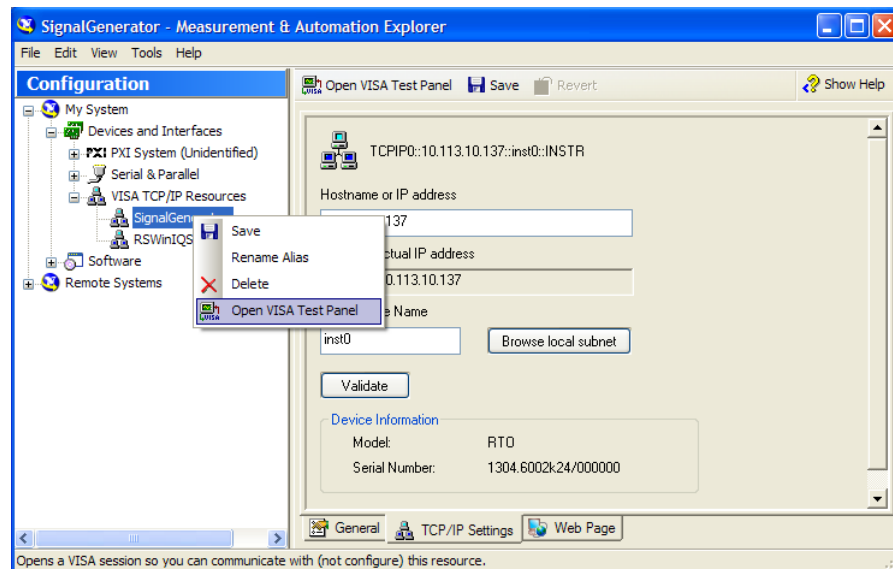 SignalGenerator - Measurement & Automation Explorer
File Edit View Tools Help
Configuration
Open VISA Test Panel Save Revert Show Help
My System
Devices and Interfaces
PXI PXI System (Unidentified)
Serial & Parallel
VISA TCP/IP Resources
SignalGen
RSWinIQS
Software
Remote Systems
Save
Rename Alias
Delete
VISA Open VISA Test Panel
TCPIP0::10.113.10.137::inst0::INSTR
Hostname or IP address
137
ctual IP address
0.113.10.137
e Name
inst0 Browse local subnet
Validate
Device Information
Model: RTO
Serial Number: 1304.6002k24/000000
General TCP/IP Settings Web Page
Opens a VISA session so you can communicate with (not configure) this resource.